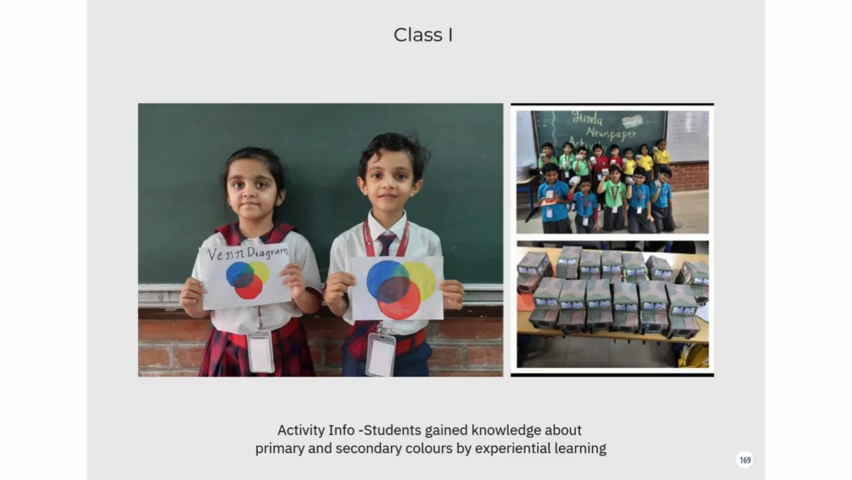 Class I
Venn Diagram
Hindu
Newspaper
Activity Info -Students gained knowledge about
primary and secondary colours by experiential learning
169